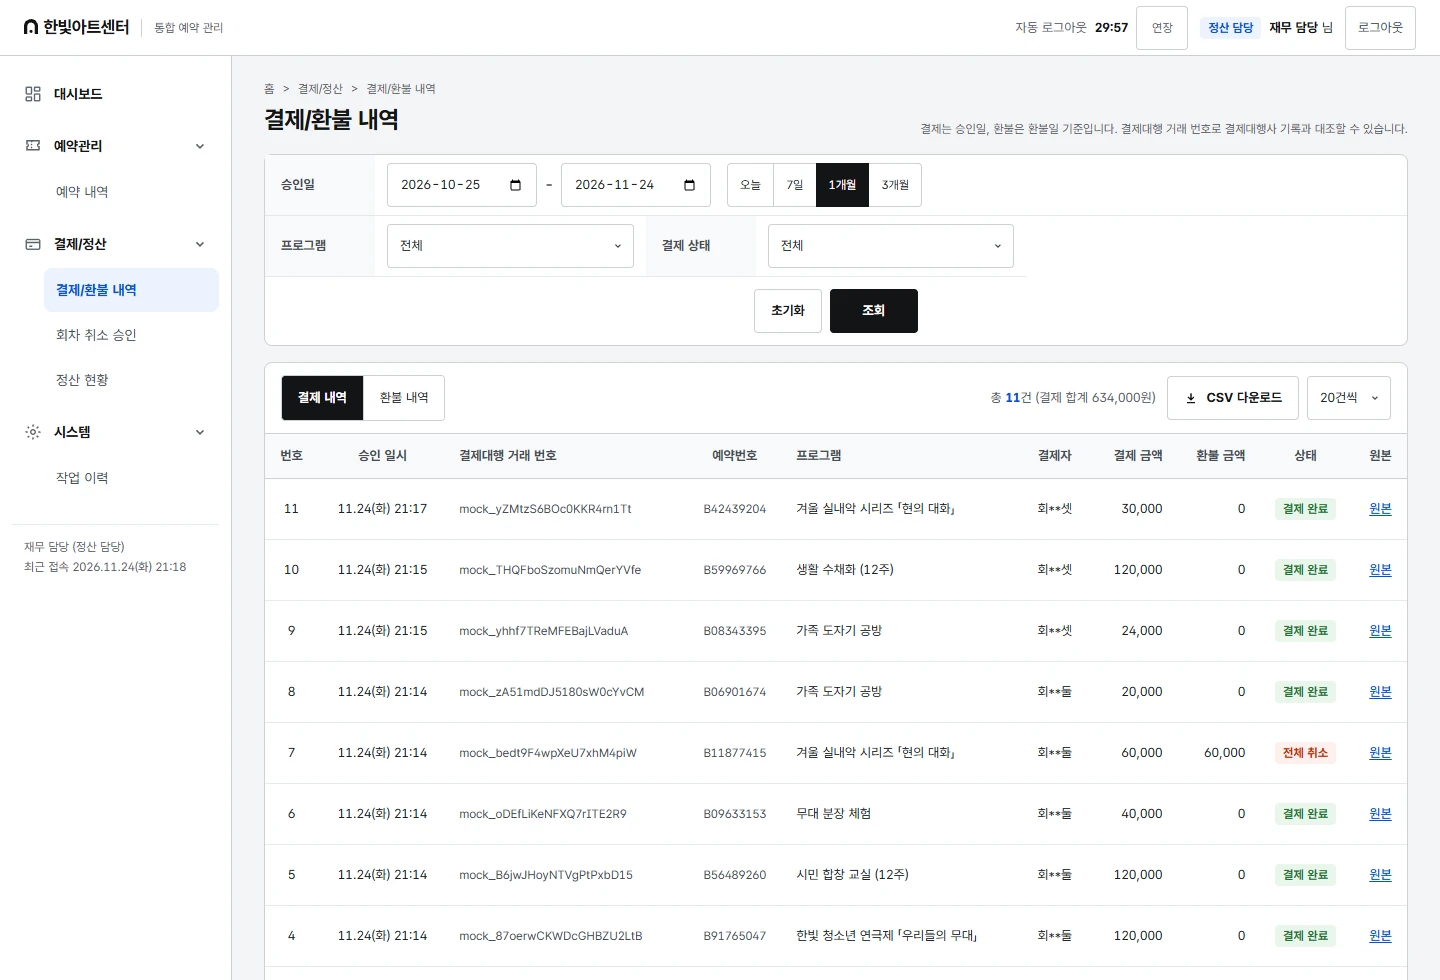 한빛아트센터 통합 예약 관리 자동 로그아웃 29:57 연장 정산 담당 재무 담당 님 로그아웃
대시보드
예약관리
예약 내역
결제/정산
결제/환불 내역
회차 취소 승인
정산 현황
시스템
작업 이력
재무 담당 (정산 담당)
최근 접속 2026.11.24(화) 21:18
홈 > 결제/정산 > 결제/환불 내역
결제/환불 내역
결제는 승인일, 환불은 환불일 기준입니다. 결제대행 거래 번호로 결제대행사 기록과 대조할 수 있습니다.
승인일 2026-10-25 - 2026-11-24 오늘 7일 1개월 3개월
프로그램 전체 결제 상태 전체
초기화 조회
결제 내역 환불 내역 총 11건 (결제 합계 634,000원) CSV 다운로드 20건씩
번호 승인 일시 결제대행 거래 번호 예약번호 프로그램 결제자 결제 금액 환불 금액 상태 원본
11 11.24(화) 21:17 mock_yZMtzS6BOc0KKR4rn1Tt B42439204 겨울 실내악 시리즈 「현의 대화」 회**셋 30,000 0 결제 완료 원본
10 11.24(화) 21:15 mock_THQFboSzomuNmQerYVfe B59969766 생활 수채화 (12주) 회**셋 120,000 0 결제 완료 원본
9 11.24(화) 21:15 mock_yhhf7TReMFEBajLVaduA B08343395 가족 도자기 공방 회**셋 24,000 0 결제 완료 원본
8 11.24(화) 21:14 mock_zA51mdDJ5180sW0cYvCM B06901674 가족 도자기 공방 회**둘 20,000 0 결제 완료 원본
7 11.24(화) 21:14 mock_bedt9F4wpXeU7xhM4piW B11877415 겨울 실내악 시리즈 「현의 대화」 회**둘 60,000 60,000 전체 취소 원본
6 11.24(화) 21:14 mock_oDEfLiKeNFXQ7rITE2R9 B09633153 무대 분장 체험 회**둘 40,000 0 결제 완료 원본
5 11.24(화) 21:14 mock_B6jwJHoyNTVgPtPxbD15 B56489260 시민 합창 교실 (12주) 회**둘 120,000 0 결제 완료 원본
4 11.24(화) 21:14 mock_87oerwCKWDcGHBZU2LtB B91765047 한빛 청소년 연극제 「우리들의 무대」 회**둘 120,000 0 결제 완료 원본